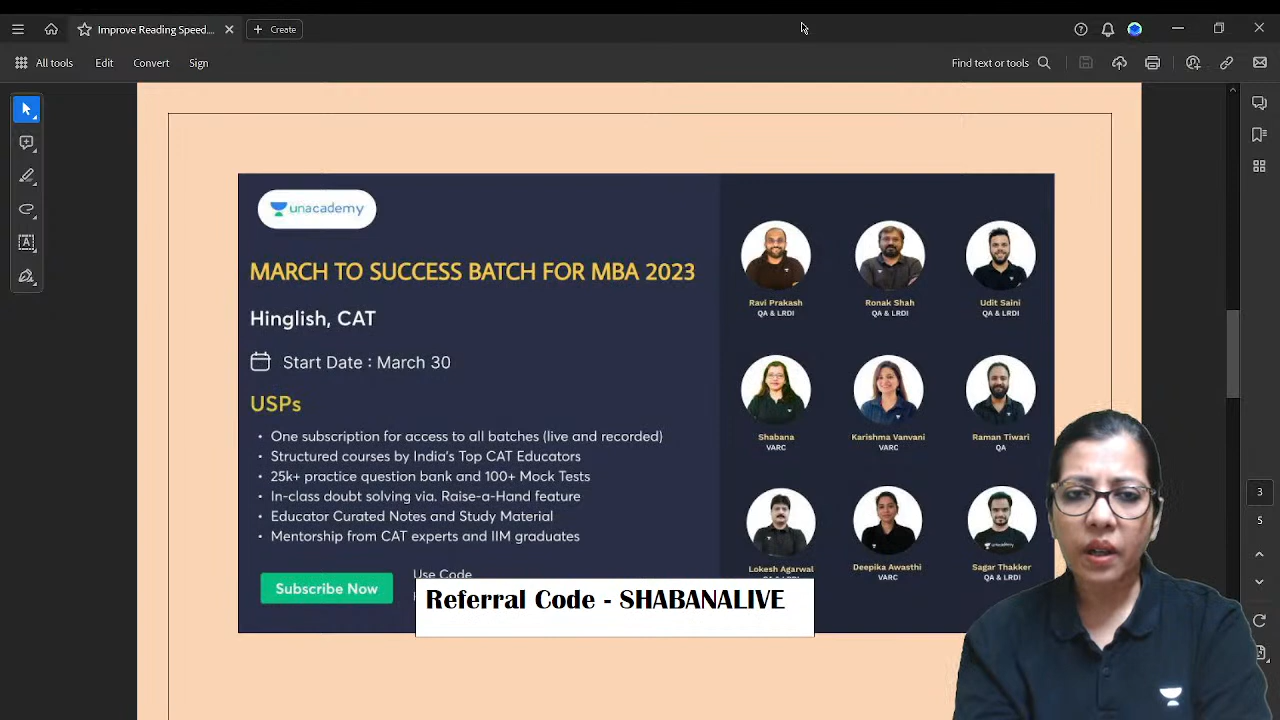 Improve Reading Speed....
Create
All tools
Edit
Convert
Sign
Find text or tools
unacademy
MARCH TO SUCCESS BATCH FOR MBA 2023
Hinglish, CAT
Start Date : March 30
USPs
• One subscription for access to all batches (live and recorded)
• Structured courses by India's Top CAT Educators
• 25k+ practice question bank and 100+ Mock Tests
• In-class doubt solving via. Raise-a-Hand feature
• Educator Curated Notes and Study Material
• Mentorship from CAT experts and IIM graduates
Subscribe Now
Use Code
Referral Code - SHABANALIVE
Ravi Prakash
QA & LRDI
Ronak Shah
QA & LRDI
Udit Saini
QA & LRDI
Shabana
VARC
Karishma Vanvani
VARC
Raman Tiwari
QA
Lokesh Agarwal
Deepika Awasthi
VARC
Sagar Thakker
QA & LRDI
3
5